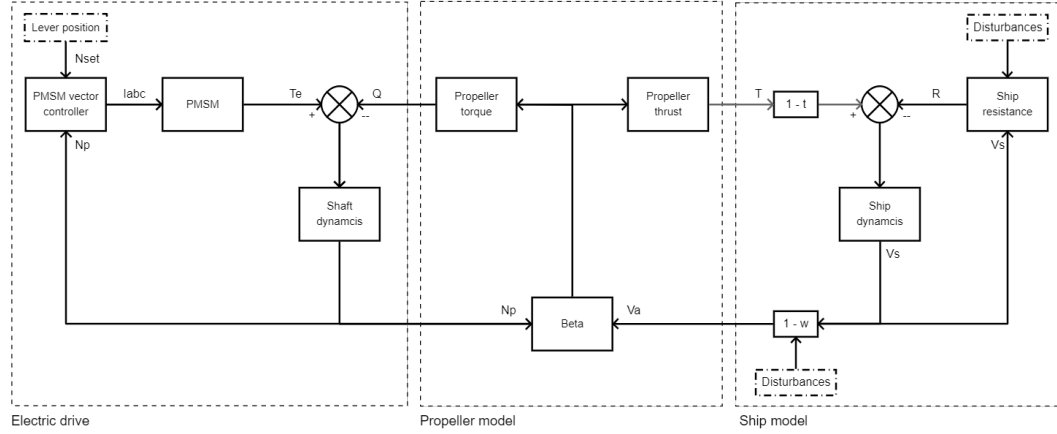 Lever position
Nset
PMSM vector
controller
Iabc
PMSM
Te
+
--
Q
Np
Shaft
dynamcis
Electric drive
Propeller
torque
Propeller
thrust
Np
Beta
Va
Propeller model
Disturbances
T
1 - t
+
--
R
Ship
resistance
Vs
Ship
dynamcis
Vs
1 - w
Disturbances
Ship model